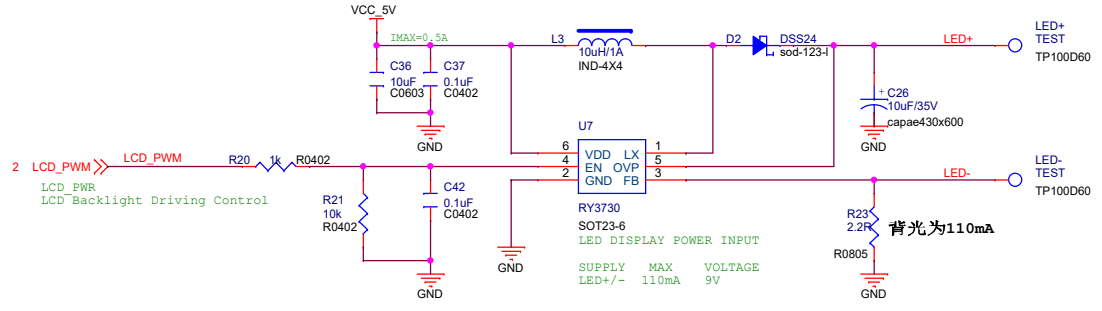 VCC_5V
IMAX=0.5A
L3
10uH/1A
IND-4X4
D2
DSS24
sod-123-l
LED+
LED+
TEST
TP100D60
C36
10uF
C0603
C37
0.1uF
C0402
GND
C26
+
10uF/35V
capae430x600
GND
U7
6 VDD LX 1
4 EN OVP 5
2 GND FB 3
RY3730
SOT23-6
LED DISPLAY POWER INPUT
SUPPLY MAX VOLTAGE
LED+/- 110mA 9V
2 LCD_PWM
LCD_PWM
LCD_PWR
LCD Backlight Driving Control
R20
1k
R0402
R21
10k
R0402
C42
0.1uF
C0402
GND
GND
LED-
LED-
TEST
TP100D60
R23
2.2R
R0805
背光为110mA
GND